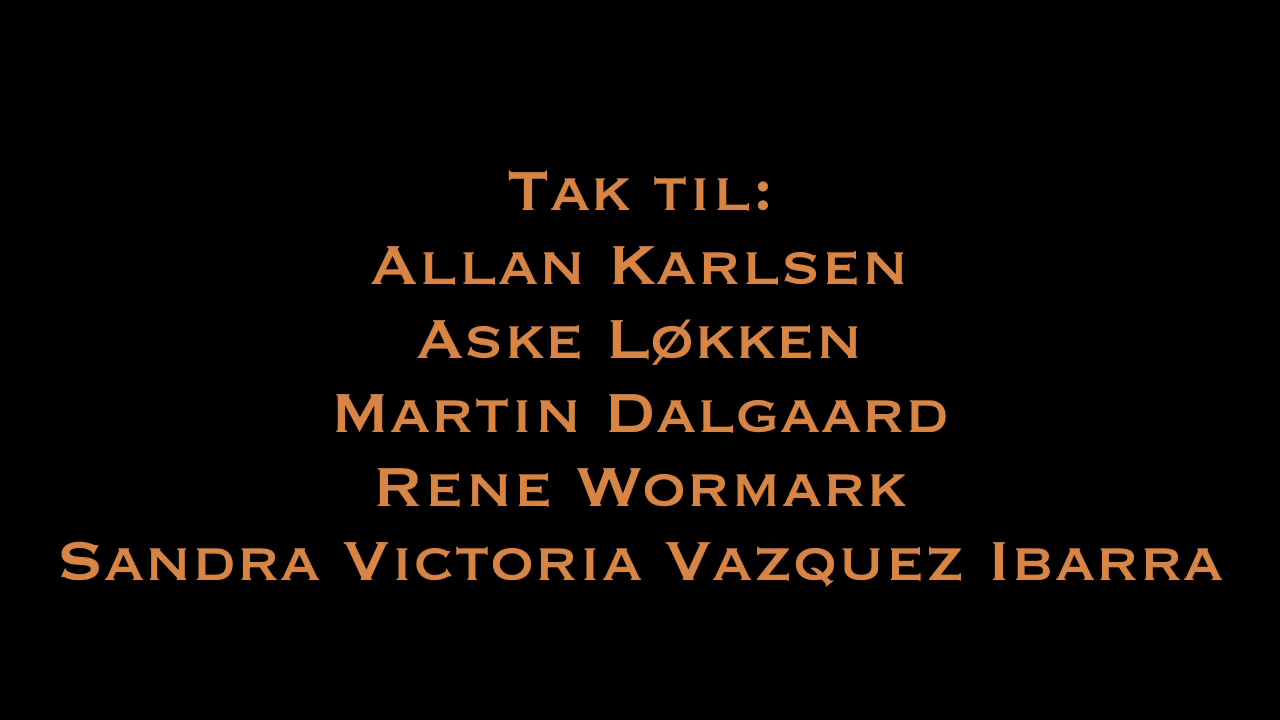 Tak til:
Allan Karlsen
Aske Løkken
Martin Dalgaard
Rene Wormark
Sandra Victoria Vazquez Ibarra